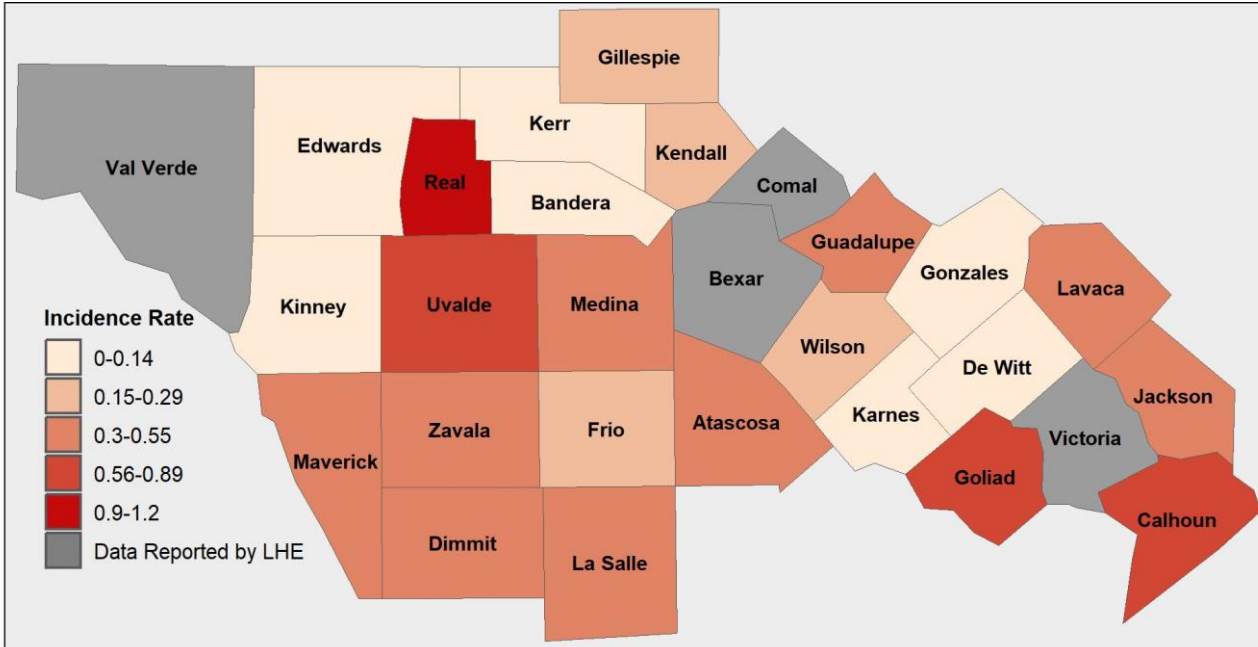 Gillespie
Kerr
Edwards
Kendall
Val Verde
Real
Comal
Bandera
Guadalupe
Gonzales
Bexar
Lavaca
Kinney
Uvalde
Medina
Incidence Rate
0-0.14
0.15-0.29
0.3-0.55
0.56-0.89
0.9-1.2
Data Reported by LHE
Wilson
De Witt
Jackson
Karnes
Atascosa
Zavala
Frio
Victoria
Maverick
Goliad
Calhoun
Dimmit
La Salle